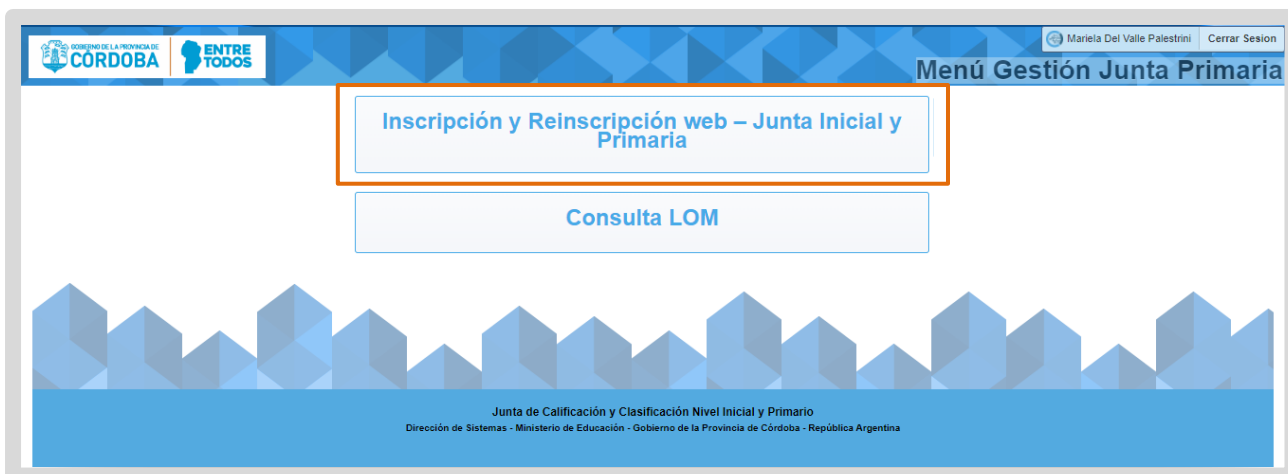 GOBIERNO DE LA PROVINCIA DE
CÓRDOBA
ENTRE
TODOS
Mariela Del Valle Palestrini
Cerrar Sesion
Menú Gestión Junta Primaria
Inscripción y Reinscripción web – Junta Inicial y
Primaria
Consulta LOM
Junta de Calificación y Clasificación Nivel Inicial y Primario
Dirección de Sistemas - Ministerio de Educación - Gobierno de la Provincia de Córdoba - República Argentina